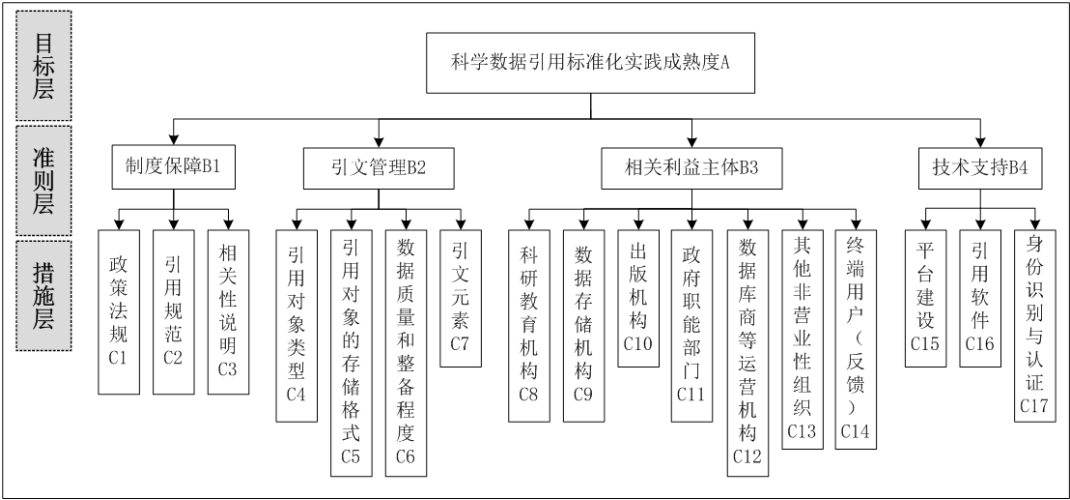 目标层
科学数据引用标准化实践成熟度A
准则层
制度保障B1
引文管理B2
相关利益主体B3
技术支持B4
措施层
政策法规C1
引用规范C2
相关性说明C3
引用对象类型C4
引用对象的存储格式C5
数据质量和整备程度C6
引文元素C7
科研教育机构C8
数据存储机构C9
出版机构C10
政府职能部门C11
数据库商等运营机构C12
其他非营业性组织C13
终端用户（反馈）C14
平台建设C15
引用软件C16
身份识别与认证C17